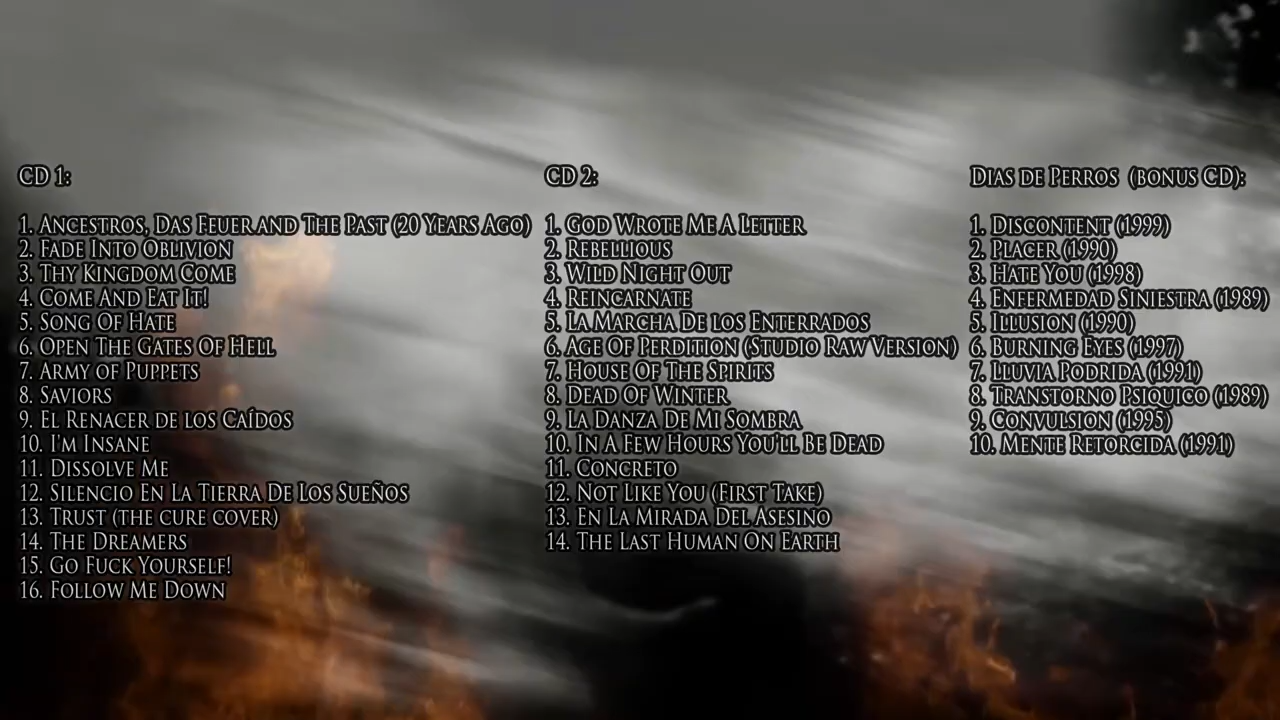 CD 1:
1. Ancestros, Das Feuer and The Past (20 Years Ago)
2. Fade Into Oblivion
3. Thy Kingdom Come
4. Come And Eat It!
5. Song Of Hate
6. Open The Gates Of Hell
7. Army of Puppets
8. Saviors
9. El Renacer de los Caídos
10. I'm Insane
11. Dissolve Me
12. Silencio En La Tierra De Los Sueños
13. Trust (the cure cover)
14. The Dreamers
15. Go Fuck Yourself!
16. Follow Me Down
CD 2:
1. God Wrote Me A Letter
2. Rebellious
3. Wild Night Out
4. Reincarnate
5. La Marcha De los Enterrados
6. Age Of Perdition (Studio Raw Version)
7. House Of The Spirits
8. Dead Of Winter
9. La Danza De Mi Sombra
10. In A Few Hours You'll Be Dead
11. Concreto
12. Not Like You (First Take)
13. En La Mirada Del Asesino
14. The Last Human On Earth
Dias de Perros (bonus CD):
1. Discontent (1999)
2. Placer (1990)
3. Hate You (1998)
4. Enfermedad Siniestra (1989)
5. Illusion (1990)
6. Burning Eyes (1997)
7. Lluvia Podrida (1991)
8. Transtorno Psiquico (1989)
9. Convulsion (1995)
10. Mente Retorcida (1991)